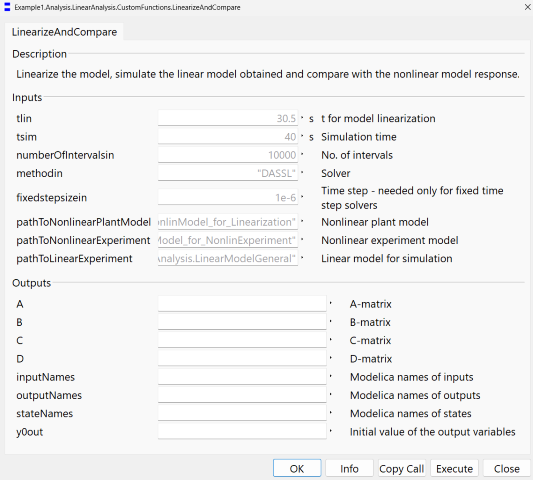 Example1.Analysis.LinearAnalysis.CustomFunctions.LinearizeAndCompare
LinearizeAndCompare
Description
Linearize the model, simulate the linear model obtained and compare with the nonlinear model response.
Inputs
tlin 30.5 s t for model linearization
tsim 40 s Simulation time
numberOfIntervalsin 10000 No. of intervals
methodin "DASSL" Solver
fixedstepsizein 1e-6 Time step - needed only for fixed time
step solvers
pathToNonlinearPlantModel onlinModel_for_Linearization" Nonlinear plant model
pathToNonlinearExperiment Model_for_NonlinExperiment" Nonlinear experiment model
pathToLinearExperiment Analysis.LinearModelGeneral" Linear model for simulation
Outputs
A A-matrix
B B-matrix
C C-matrix
D D-matrix
inputNames Modelica names of inputs
outputNames Modelica names of outputs
stateNames Modelica names of states
y0out Initial value of the output variables
OK Info Copy Call Execute Close